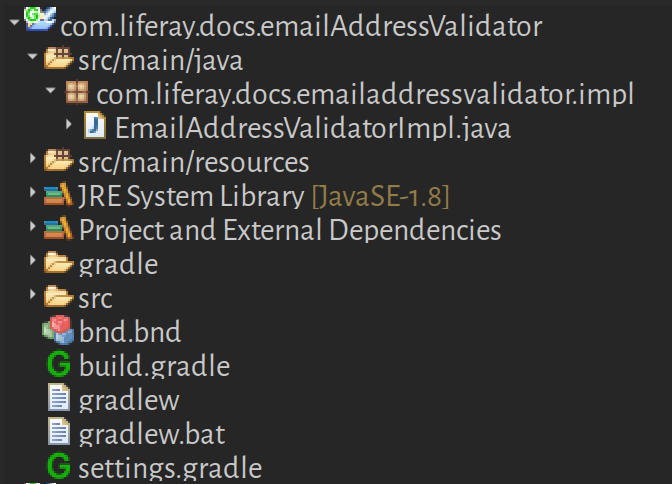 com.liferay.docs.emailAddressValidator
src/main/java
com.liferay.docs.emailaddressvalidator.impl
EmailAddressValidatorImpl.java
src/main/resources
JRE System Library [JavaSE-1.8]
Project and External Dependencies
gradle
src
bnd.bnd
build.gradle
gradlew
gradlew.bat
settings.gradle